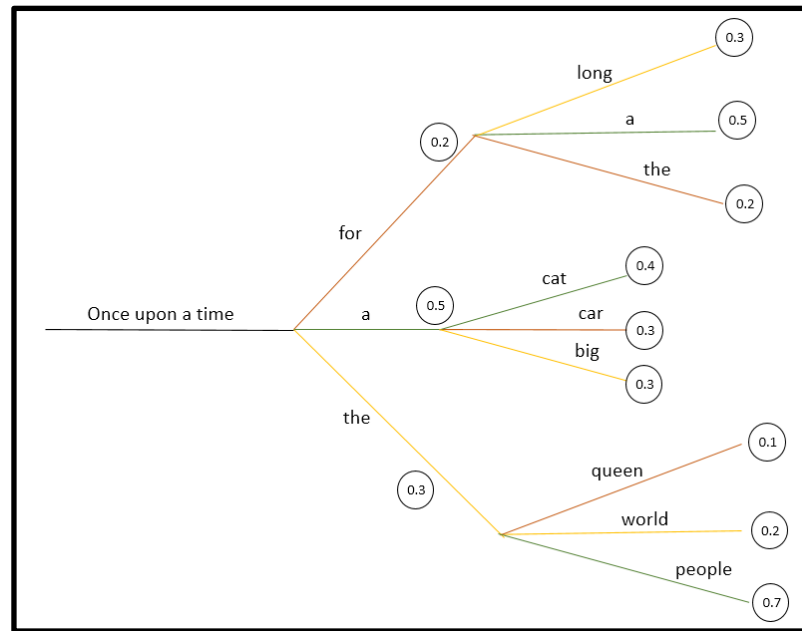 0.3
long
a
0.5
0.2
the
0.2
for
cat
0.4
0.5
Once upon a time
a
car
0.3
big
0.3
the
0.1
queen
0.3
world
0.2
people
0.7